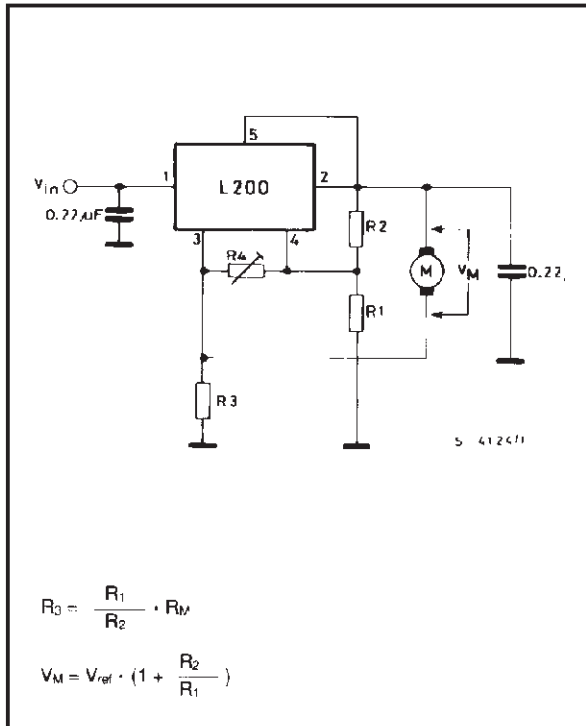 5
1
L200
2
Vin
0.22µF
3
4
R4
R2
M
VM
0.22
R1
R3
R3 = R1/R2 · RM
VM = Vref · (1 + R2/R1)